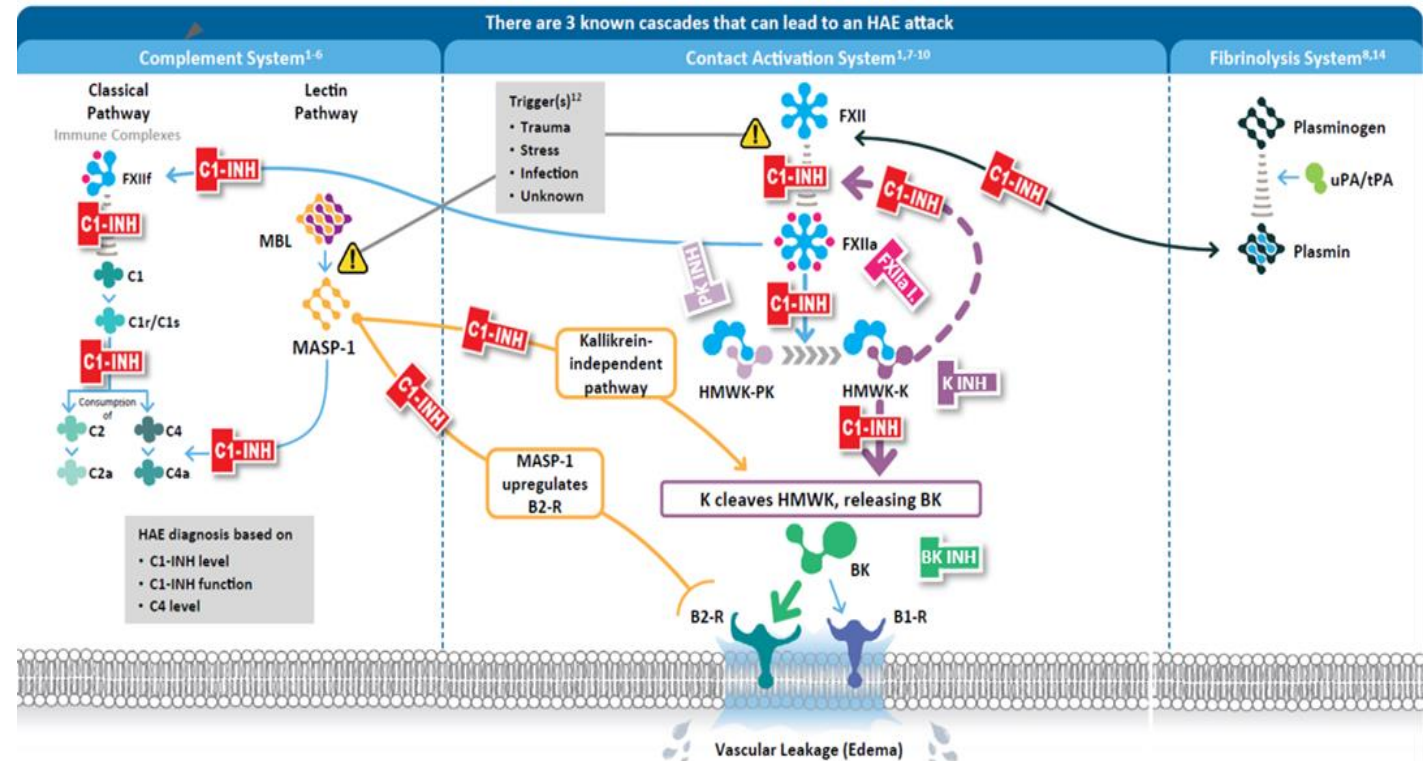 There are 3 known cascades that can lead to an HAE attack
Complement System1-6
Contact Activation System1,7-10
Fibrinolysis System8,14
Classical
Pathway
Lectin
Pathway
Immune Complexes
FXIIf
C1-INH
C1-INH
C1
C1r/C1s
C1-INH
Consumption
of
C2
C4
C2a
C4a
C1-INH
MBL
MASP-1
HAE diagnosis based on
• C1-INH level
• C1-INH function
• C4 level
Trigger(s)12
• Trauma
• Stress
• Infection
• Unknown
FXII
C1-INH
C1-INH
FXIIa
PK INH
FXIIa I.
C1-INH
HMWK-PK
HMWK-K
K INH
C1-INH
C1-INH
Kallikrein-
independent
pathway
C1-INH
MASP-1
upregulates
B2-R
K cleaves HMWK, releasing BK
BK
BK INH
B2-R
B1-R
Vascular Leakage (Edema)
C1-INH
Plasminogen
uPA/tPA
Plasmin